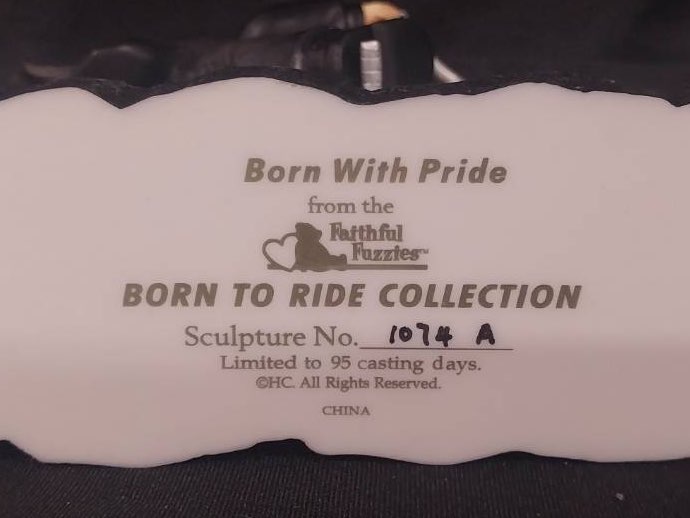 Born With Pride
from the
Faithful
Fuzzies™
BORN TO RIDE COLLECTION
Sculpture No. 1074 A
Limited to 95 casting days.
©HC. All Rights Reserved.
CHINA